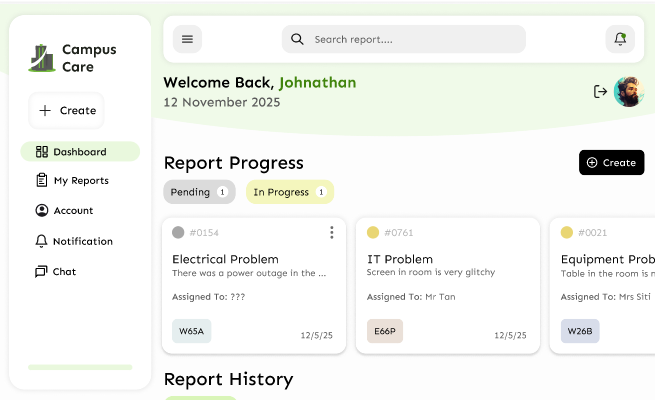 Campus
Care
Create
Dashboard
My Reports
Account
Notification
Chat
Search report....
Welcome Back, Johnathan
12 November 2025
Report Progress
Create
Pending 1
In Progress 1
#0154
Electrical Problem
There was a power outage in the ...
Assigned To: ???
W65A
12/5/25
#0761
IT Problem
Screen in room is very glitchy
Assigned To: Mr Tan
E66P
12/5/25
#0021
Equipment Prob
Table in the room is n
Assigned To: Mrs Siti
W26B
Report History